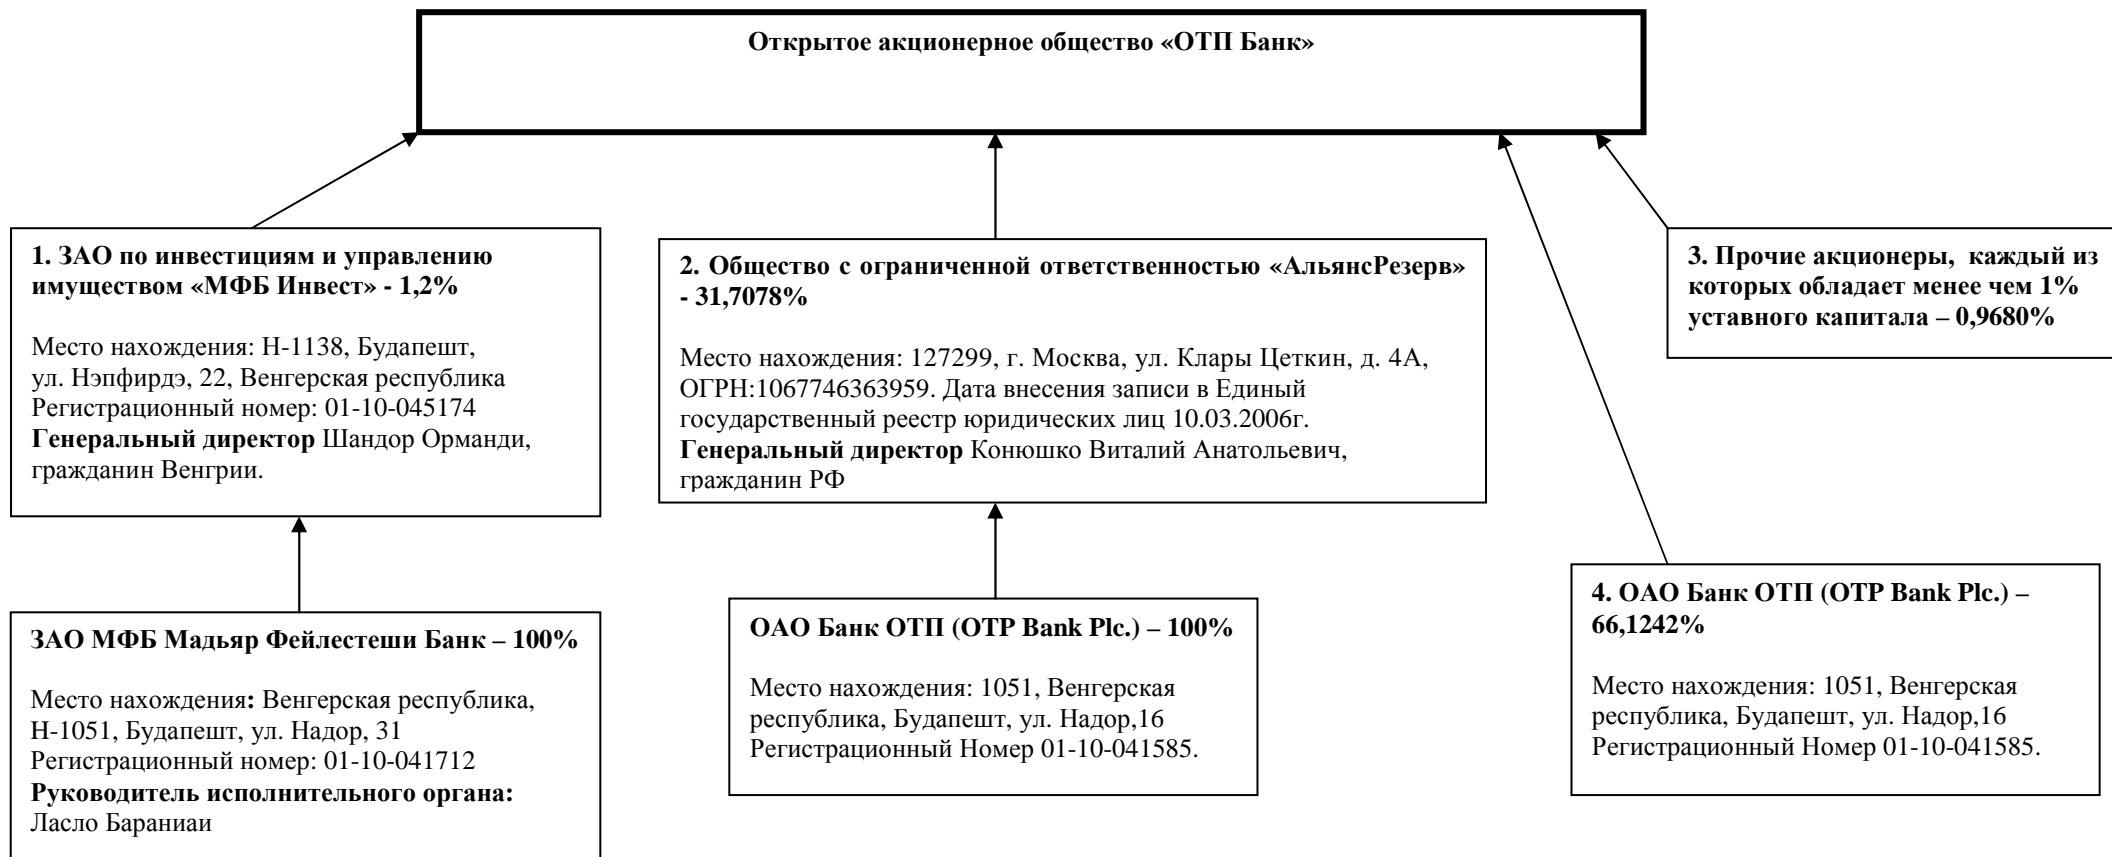 Открытое акционерное общество «ОТП Банк»
1. ЗАО по инвестициям и управлению
имуществом «МФБ Инвест» - 1,2%
Место нахождения: Н-1138, Будапешт,
ул. Нэпфирдэ, 22, Венгерская республика
Регистрационный номер: 01-10-045174
Генеральный директор Шандор Орманди,
гражданин Венгрии.
2. Общество с ограниченной ответственностью «АльянсРезерв»
- 31,7078%
Место нахождения: 127299, г. Москва, ул. Клары Цеткин, д. 4А,
ОГРН:1067746363959. Дата внесения записи в Единый
государственный реестр юридических лиц 10.03.2006г.
Генеральный директор Конюшко Виталий Анатольевич,
гражданин РФ
3. Прочие акционеры, каждый из
которых обладает менее чем 1%
уставного капитала – 0,9680%
ЗАО МФБ Мадьяр Фейлестеши Банк – 100%
Место нахождения: Венгерская республика,
Н-1051, Будапешт, ул. Надор, 31
Регистрационный номер: 01-10-041712
Руководитель исполнительного органа:
Ласло Бараниаи
ОАО Банк ОТП (OTP Bank Plc.) – 100%
Место нахождения: 1051, Венгерская
республика, Будапешт, ул. Надор,16
Регистрационный Номер 01-10-041585.
4. ОАО Банк ОТП (OTP Bank Plc.) –
66,1242%
Место нахождения: 1051, Венгерская
республика, Будапешт, ул. Надор,16
Регистрационный Номер 01-10-041585.